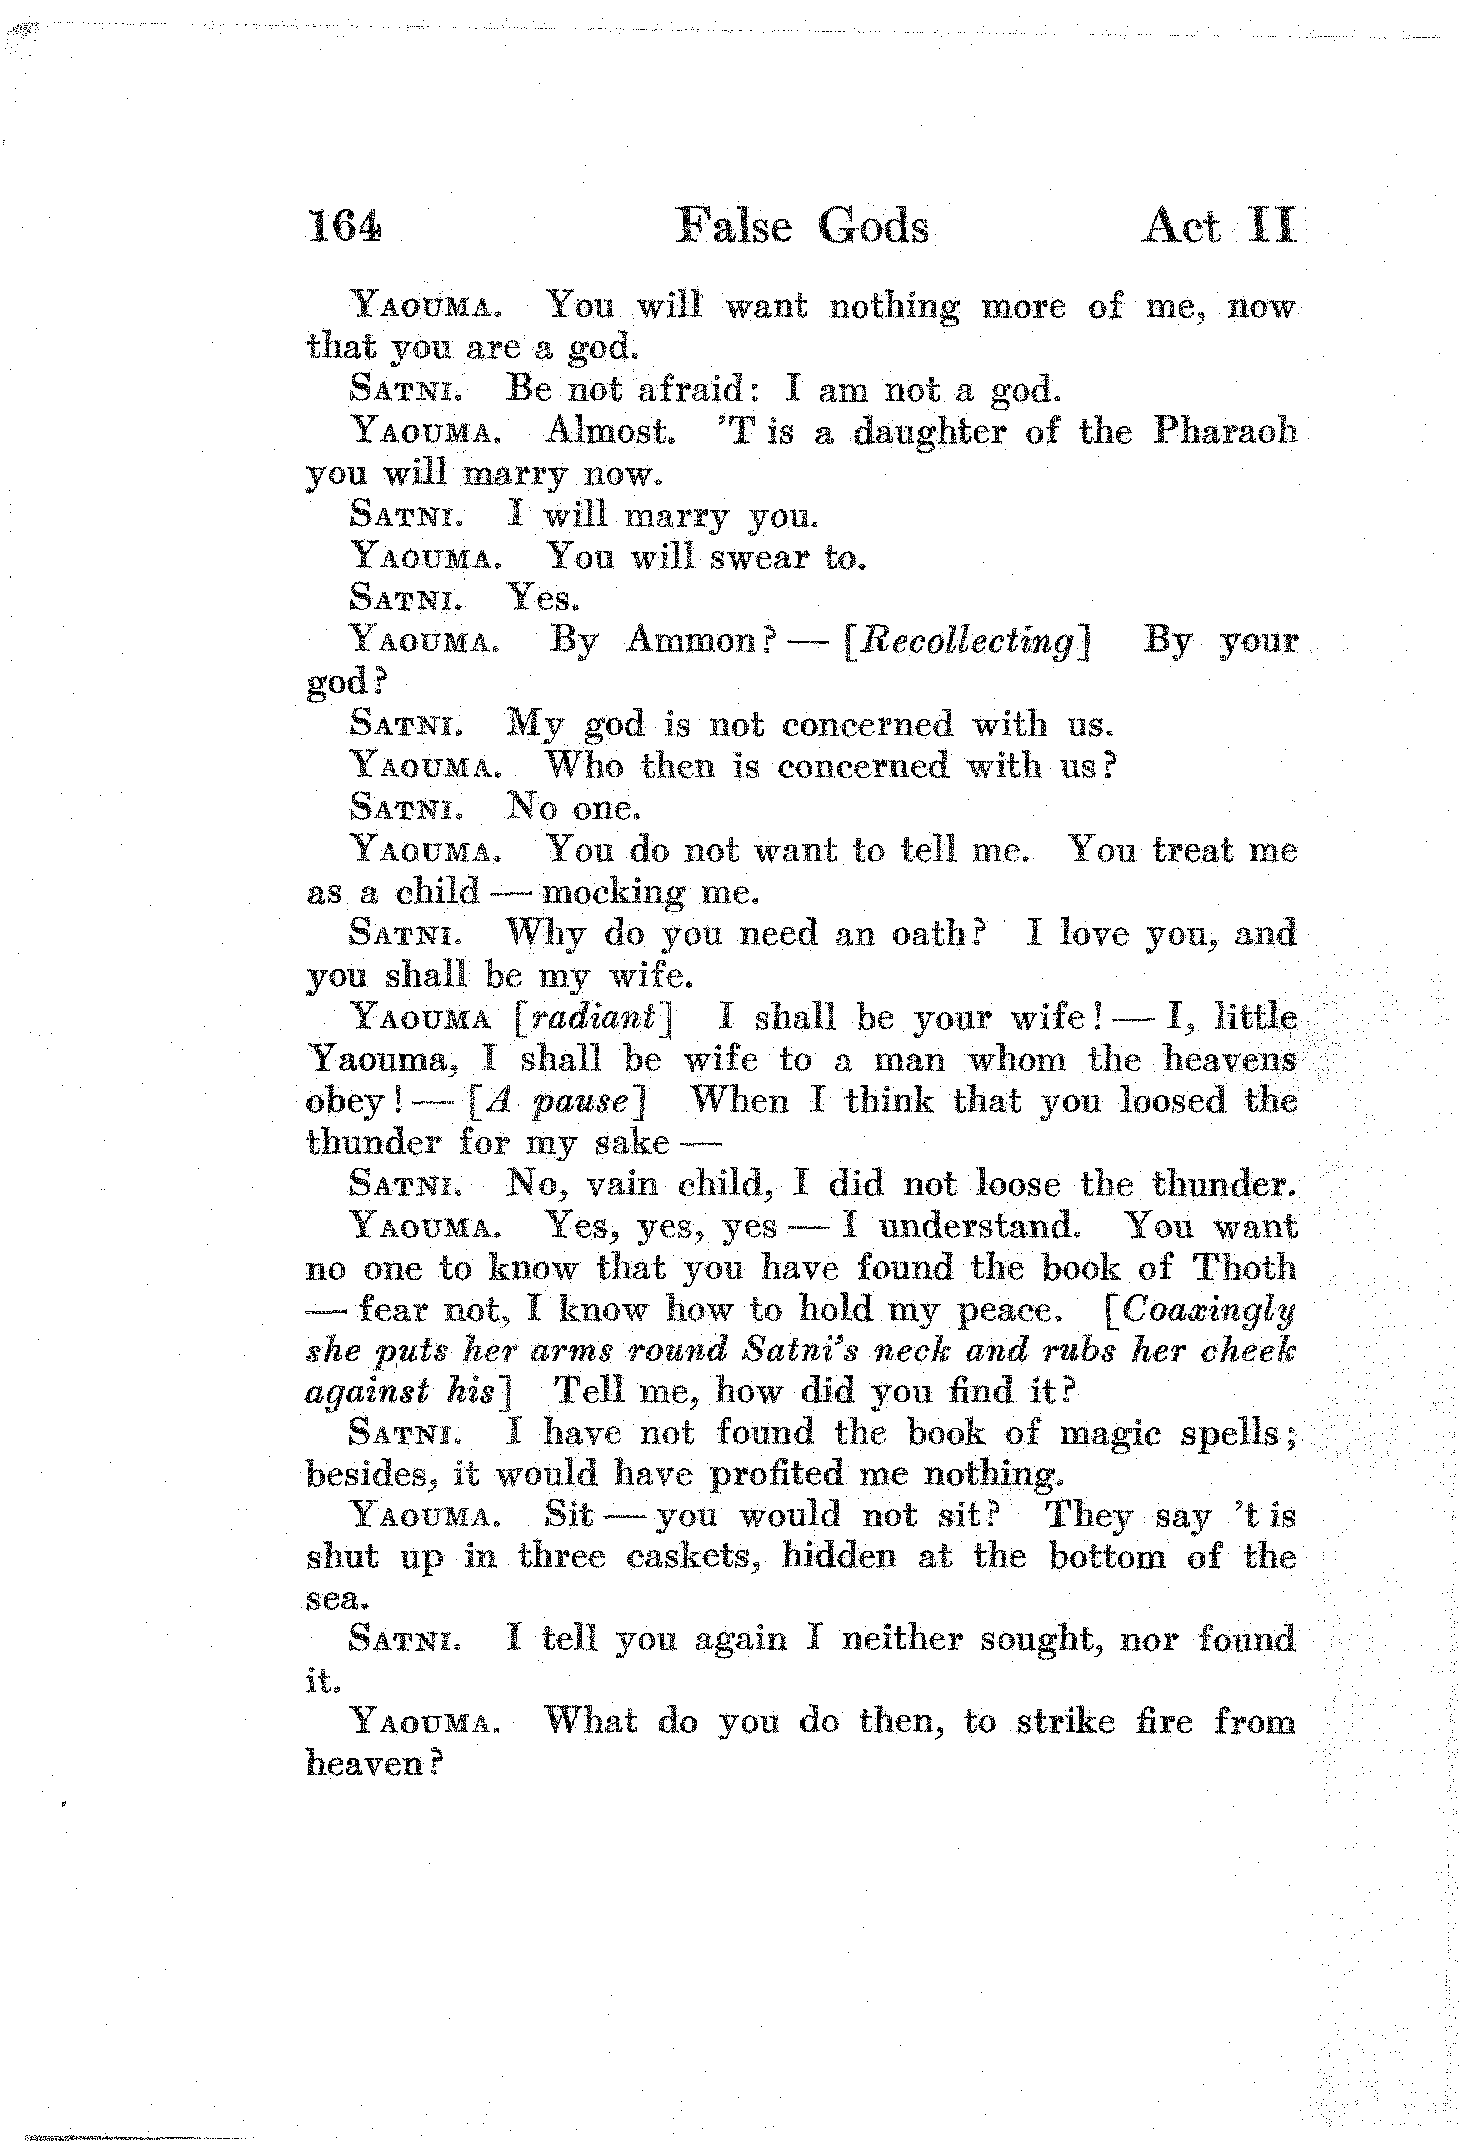 164 False Gods Act II
YAOUMA. You will want nothing more of me, now
that you are a god.
SATNI. Be not afraid: I am not a god.
YAOUMA. Almost. 'T is a daughter of the Pharaoh
you will marry now.
SATNI. I will marry you.
YAOUMA. You will swear to.
SATNI. Yes.
YAOUMA. By Ammon? — [Recollecting] By your
god?
SATNI. My god is not concerned with us.
YAOUMA. Who then is concerned with us?
SATNI. No one.
YAOUMA. You do not want to tell me. You treat me
as a child — mocking me.
SATNI. Why do you need an oath? I love you, and
you shall be my wife.
YAOUMA [radiant] I shall be your wife! — I, little
Yaouma, I shall be wife to a man whom the heavens
obey! — [A pause] When I think that you loosed the
thunder for my sake —
SATNI. No, vain child, I did not loose the thunder.
YAOUMA. Yes, yes, yes — I understand. You want
no one to know that you have found the book of Thoth
— fear not, I know how to hold my peace. [Coaxingly
she puts her arms round Satni's neck and rubs her cheek
against his] Tell me, how did you find it?
SATNI. I have not found the book of magic spells;
besides, it would have profited me nothing.
YAOUMA. Sit — you would not sit? They say 't is
shut up in three caskets, hidden at the bottom of the
sea.
SATNI. I tell you again I neither sought, nor found
it.
YAOUMA. What do you do then, to strike fire from
heaven?